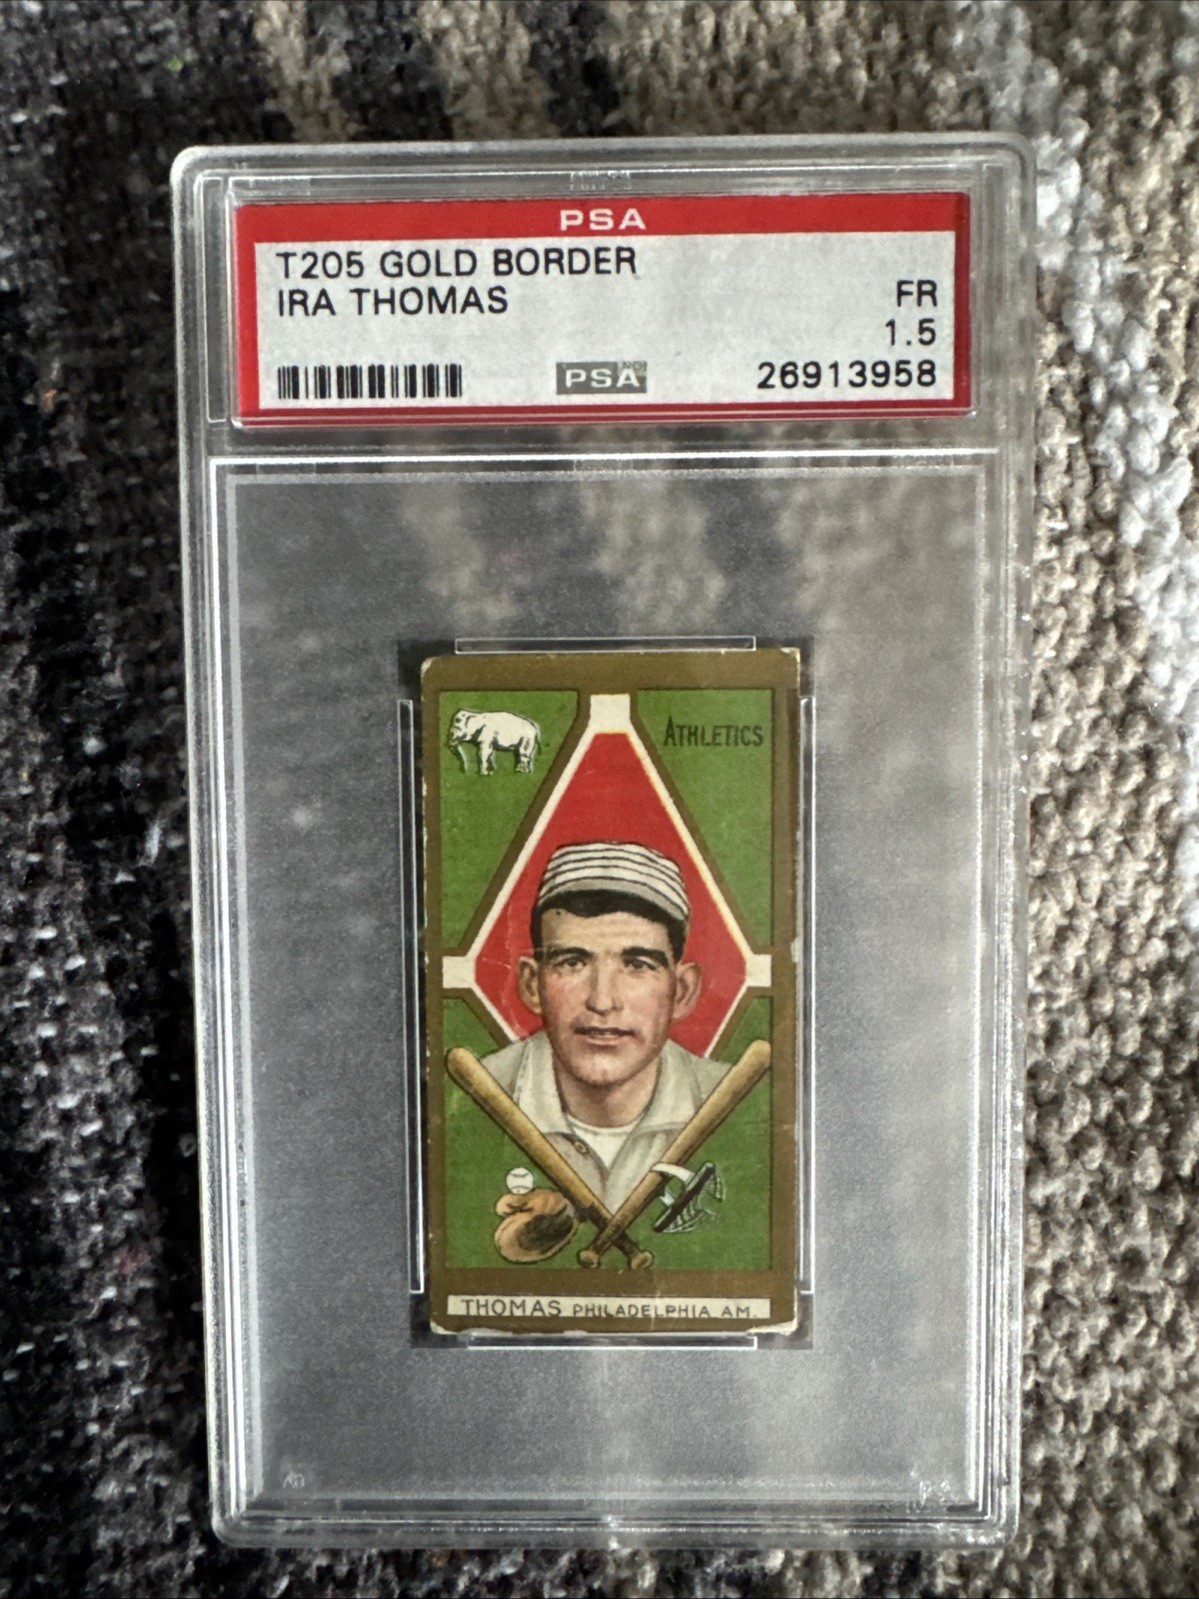 PSA
T205 GOLD BORDER
IRA THOMAS
FR
1.5
PSA
26913958
ATHLETICS
THOMAS PHILADELPHIA AM.